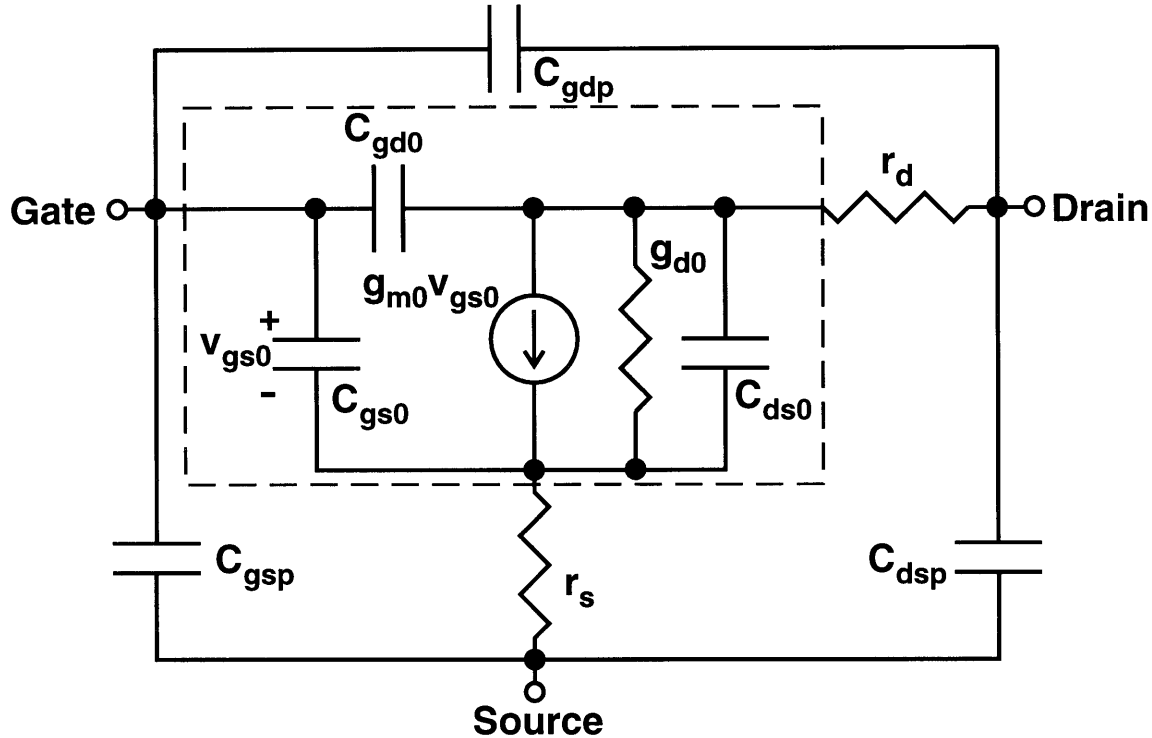 C_gdp
C_gd0
r_d
Gate
Drain
g_d0
g_m0v_gs0
+
v_gs0
-
C_gs0
C_ds0
C_gsp
r_s
C_dsp
Source